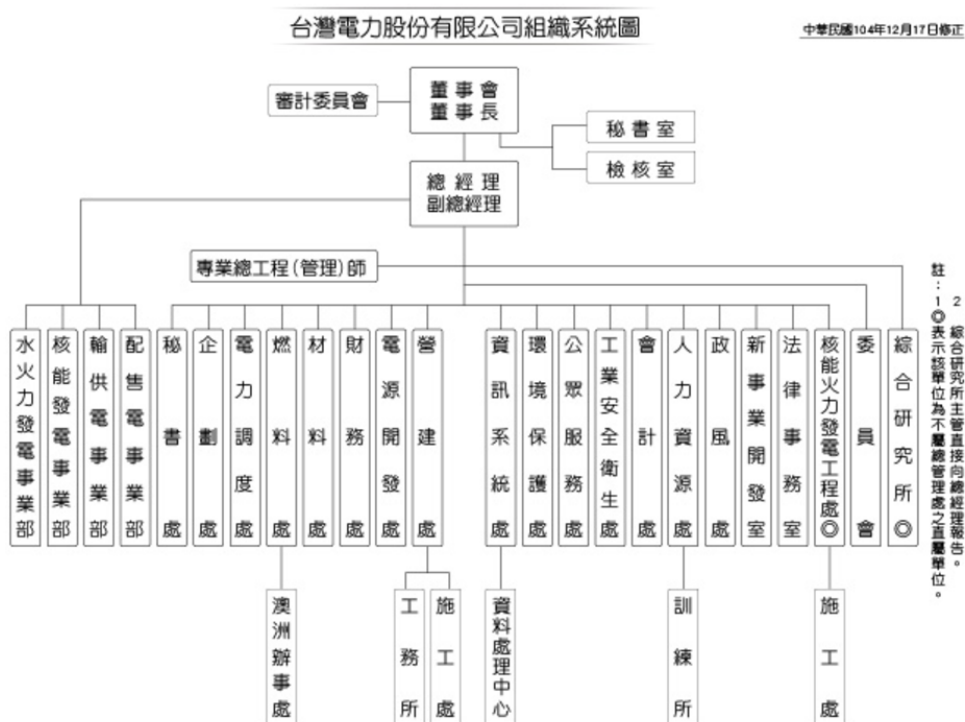 台灣電力股份有限公司組織系統圖
中華民國104年12月17日修正
董事會
董事長
審計委員會
秘書室
檢核室
總經理
副總經理
專業總工程(管理)師
水火力發電事業部
核能發電事業部
輸供電事業部
配售電事業部
秘書處
企劃處
電力調度處
燃料處
材料處
財務處
電源開發處
營建處
資訊系統處
環境保護處
公眾服務處
工業安全衛生處
會計處
人力資源處
政風處
新事業開發室
法律事務室
核能火力發電工程處◎
委員會
綜合研究所◎
澳洲辦事處
工務所
施工處
資料處理中心
訓練所
施工處
註：1◎表示該單位為不屬總管理處之直屬單位。
2 綜合研究所主管直接向總經理報告。